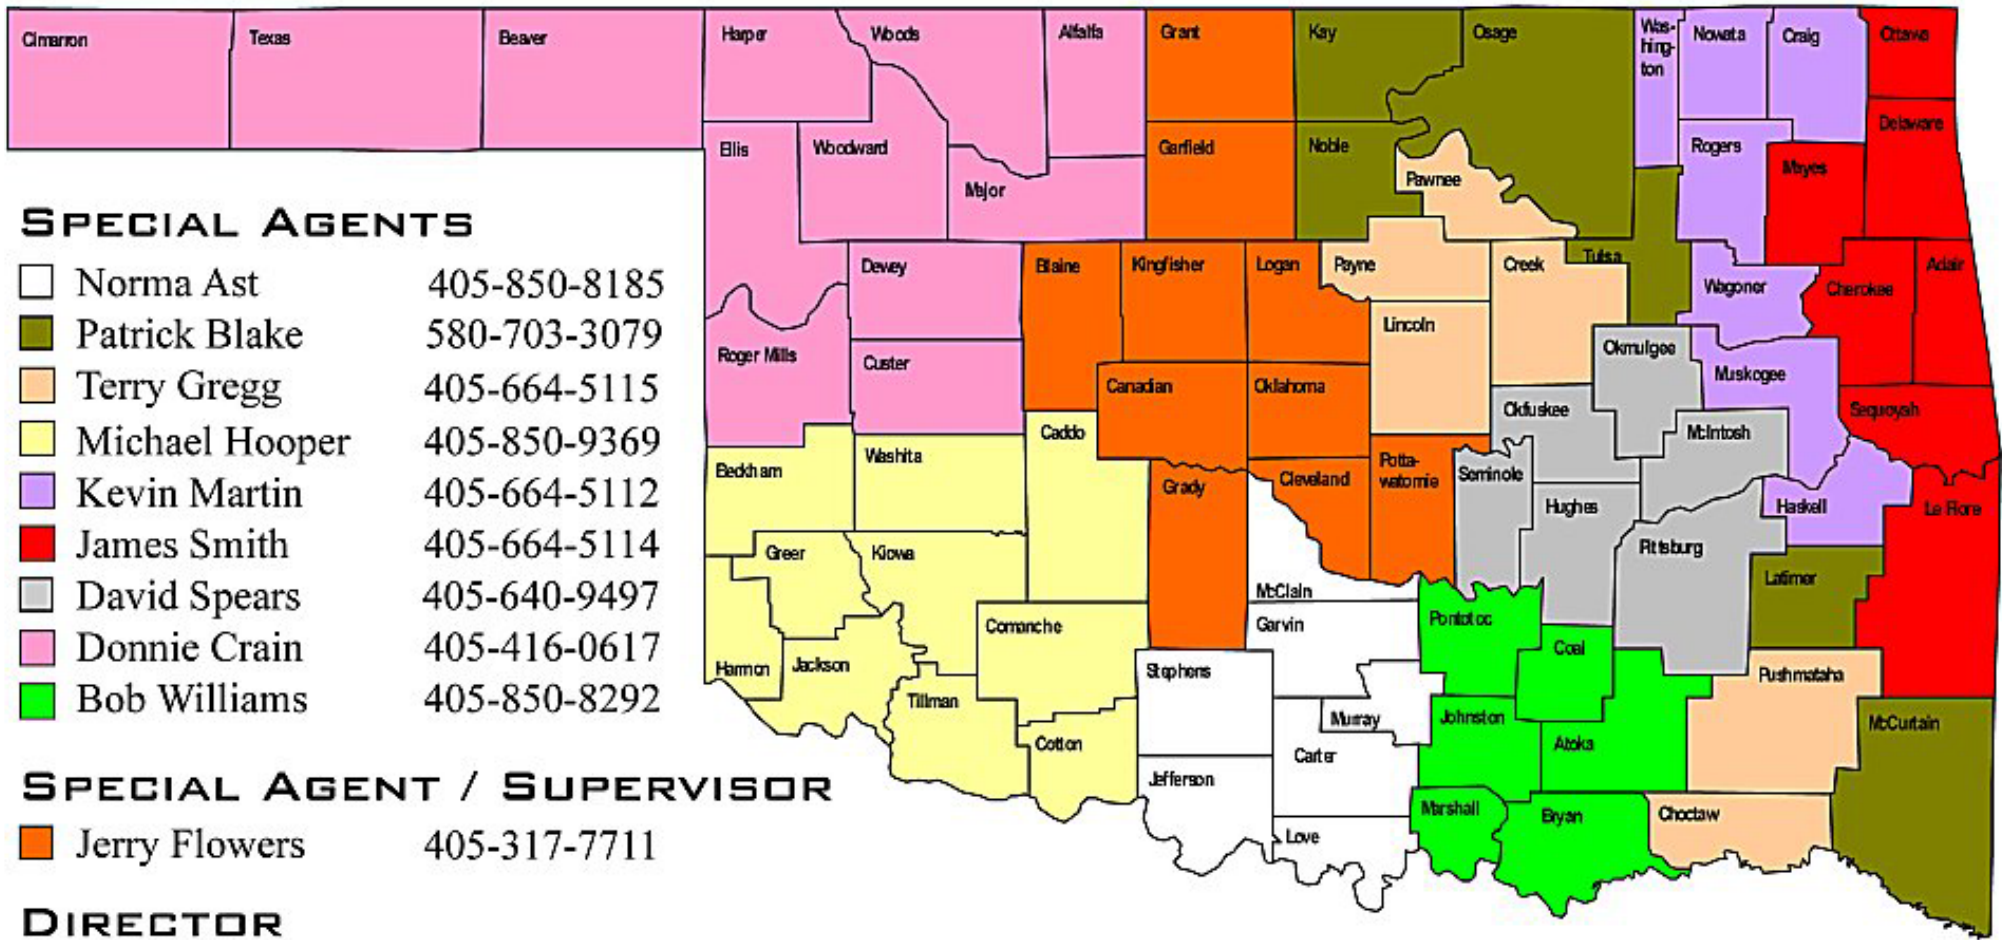 Cimarron
Texas
Beaver
Harper
Woods
Alfalfa
Grant
Kay
Osage
Was-
hing-
ton
Nowata
Craig
Ottawa
Ellis
Woodward
Major
Garfield
Noble
Pawnee
Rogers
Mayes
Delaware
Dewey
Blaine
Kingfisher
Logan
Payne
Creek
Tulsa
Wagoner
Cherokee
Adair
Roger Mills
Custer
Canadian
Oklahoma
Lincoln
Okmulgee
Muskogee
Sequoyah
Beckham
Washita
Caddo
Grady
Cleveland
Potta-
watomie
Seminole
Okfuskee
McIntosh
Hughes
Haskell
Le Flore
Greer
Kiowa
McClain
Pittsburg
Latimer
Harmon
Jackson
Comanche
Garvin
Pontotoc
Coal
Pushmataha
Tillman
Cotton
Stephens
Murray
Johnston
Atoka
McCurtain
Jefferson
Carter
Love
Marshall
Bryan
Choctaw
SPECIAL AGENTS
Norma Ast 405-850-8185
Patrick Blake 580-703-3079
Terry Gregg 405-664-5115
Michael Hooper 405-850-9369
Kevin Martin 405-664-5112
James Smith 405-664-5114
David Spears 405-640-9497
Donnie Crain 405-416-0617
Bob Williams 405-850-8292
SPECIAL AGENT / SUPERVISOR
Jerry Flowers 405-317-7711
DIRECTOR